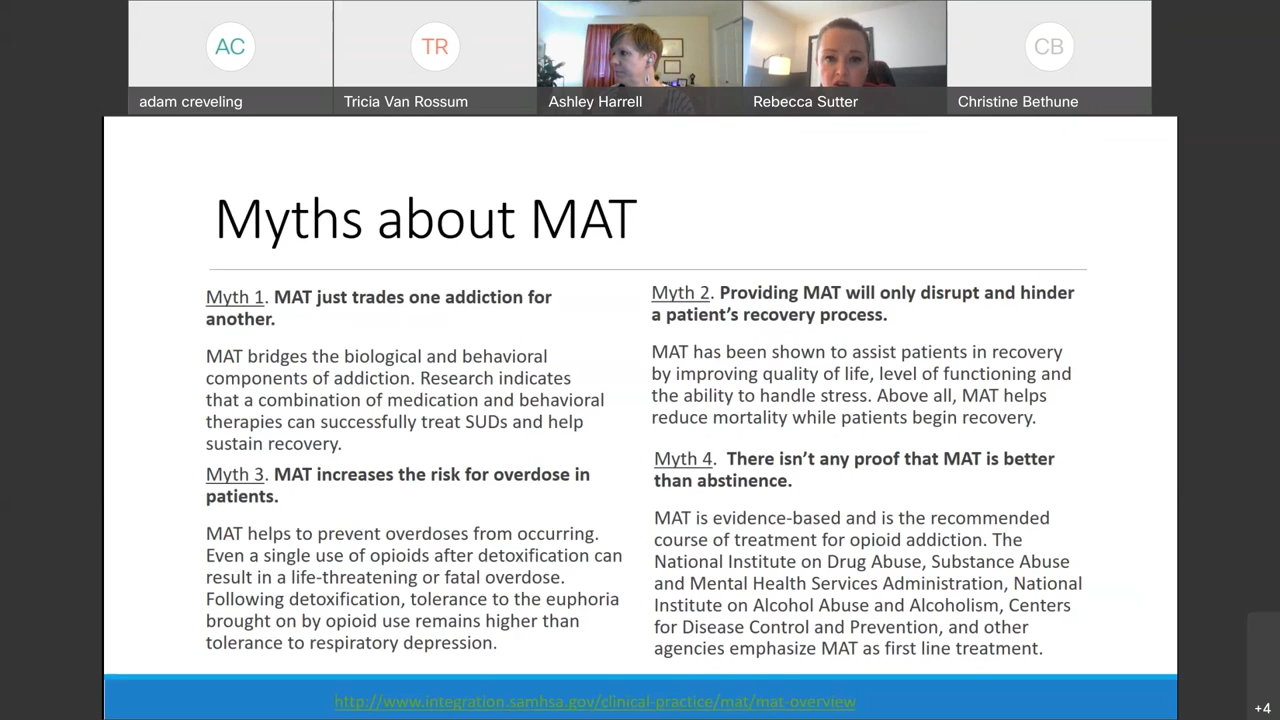 AC
TR
CB
adam creveling
Tricia Van Rossum
Ashley Harrell
Rebecca Sutter
Christine Bethune
Myths about MAT
Myth 1. MAT just trades one addiction for
another.
MAT bridges the biological and behavioral
components of addiction. Research indicates
that a combination of medication and behavioral
therapies can successfully treat SUDs and help
sustain recovery.
Myth 2. Providing MAT will only disrupt and hinder
a patient's recovery process.
MAT has been shown to assist patients in recovery
by improving quality of life, level of functioning and
the ability to handle stress. Above all, MAT helps
reduce mortality while patients begin recovery.
Myth 3. MAT increases the risk for overdose in
patients.
MAT helps to prevent overdoses from occurring.
Even a single use of opioids after detoxification can
result in a life-threatening or fatal overdose.
Following detoxification, tolerance to the euphoria
brought on by opioid use remains higher than
tolerance to respiratory depression.
Myth 4.  There isn't any proof that MAT is better
than abstinence.
MAT is evidence-based and is the recommended
course of treatment for opioid addiction. The
National Institute on Drug Abuse, Substance Abuse
and Mental Health Services Administration, National
Institute on Alcohol Abuse and Alcoholism, Centers
for Disease Control and Prevention, and other
agencies emphasize MAT as first line treatment.
http://www.integration.samhsa.gov/clinical-practice/mat/mat-overview
+4